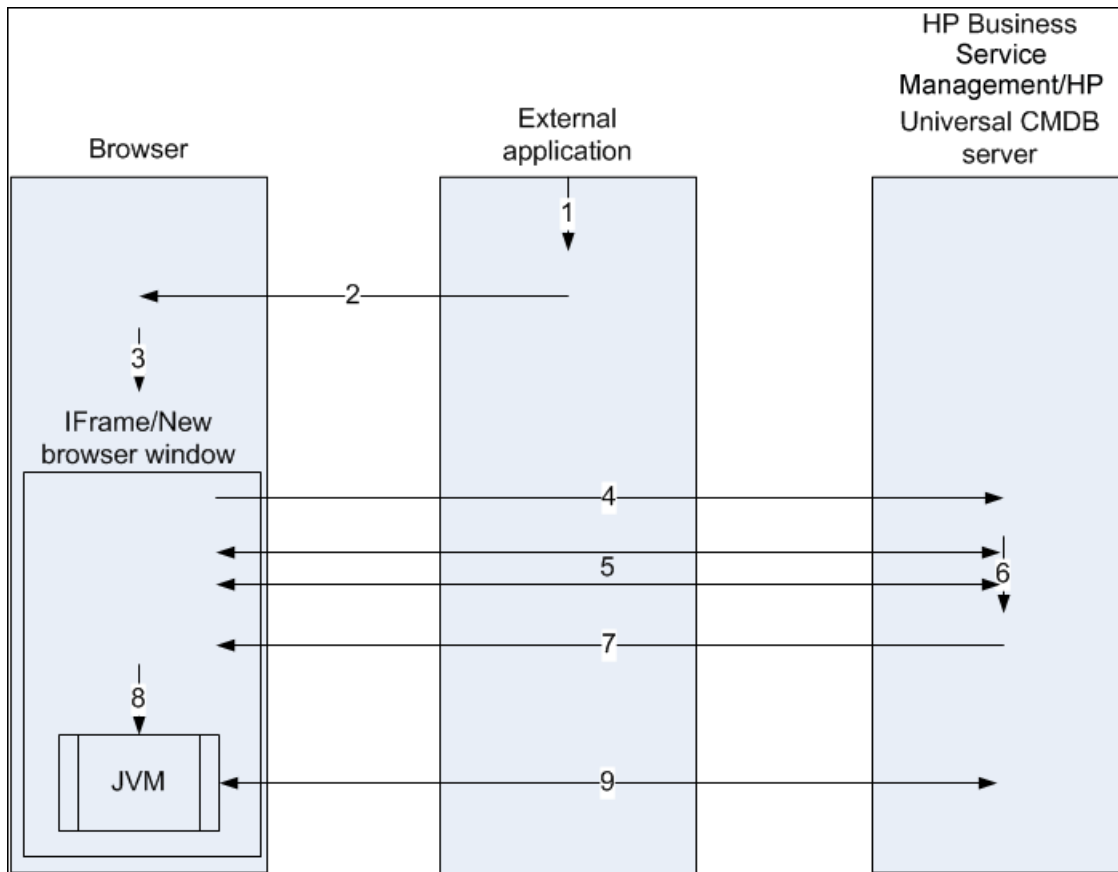 HP Business
Service
Management/HP
Universal CMDB
server
External
application
Browser
1
2
3
IFrame/New
browser window
4
5
6
7
8
JVM
9